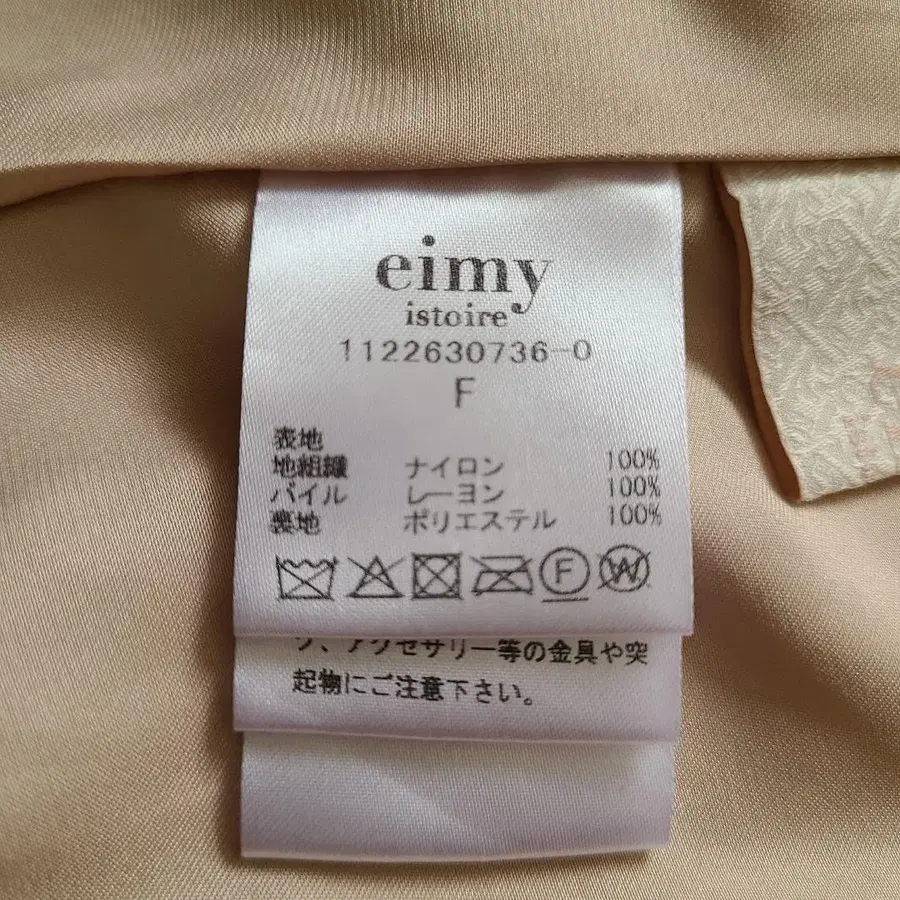 eimy
istoire
1122630736-0
F
表地
地組織 ナイロン 100%
パイル レーヨン 100%
裏地 ポリエステル 100%
F W
、アクセサリー等の金具や突
起物にご注意下さい。